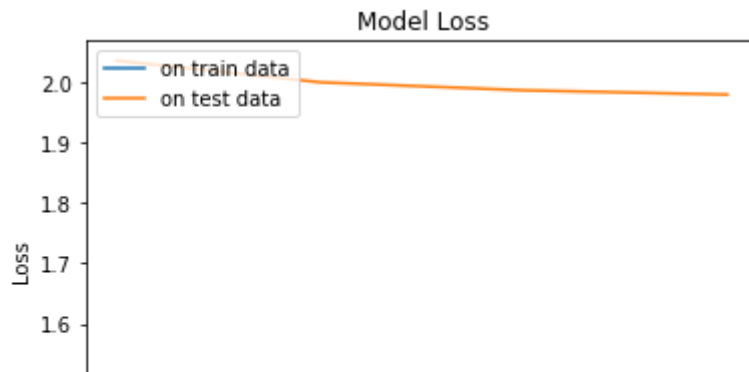 Model Loss
on train data
on test data
2.0
1.9
1.8
1.7
1.6
Loss